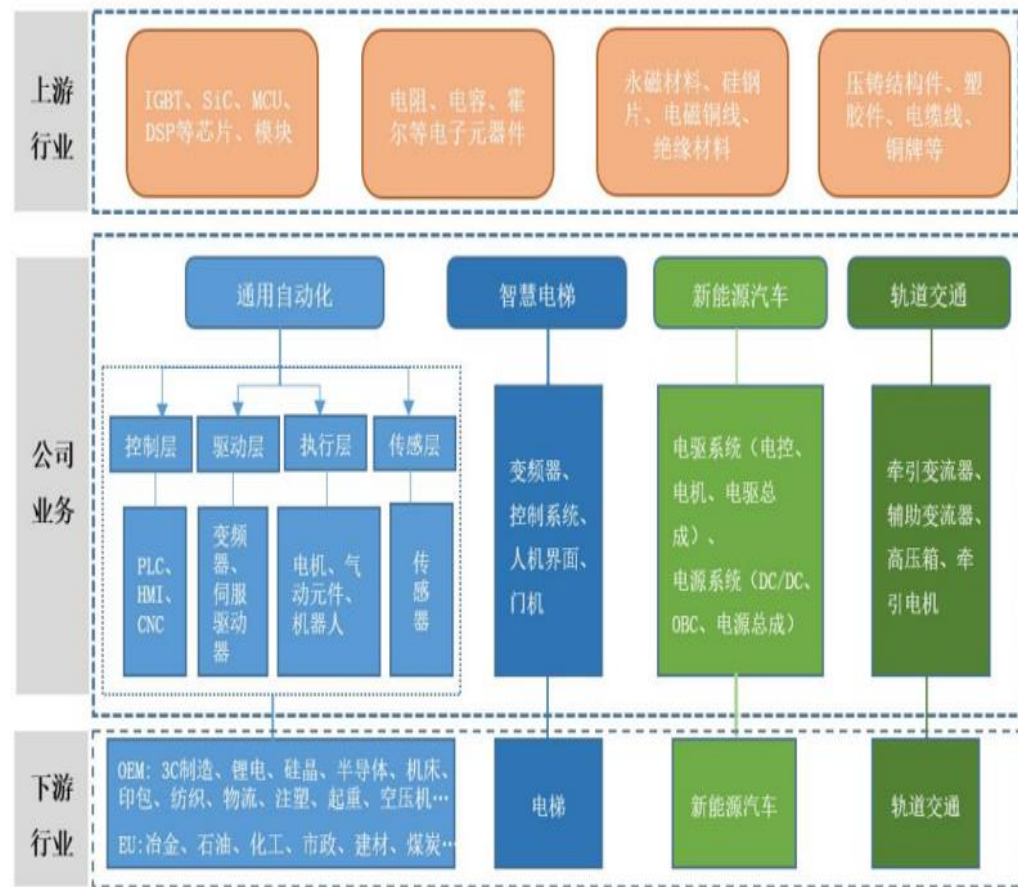 上游
行业
IGBT、SiC、MCU、
DSP等芯片、模块
电阻、电容、霍
尔等电子元器件
永磁材料、硅钢
片、电磁铜线、
绝缘材料
压铸结构件、塑
胶件、电缆线、
铜牌等
公司
业务
通用自动化
智慧电梯
新能源汽车
轨道交通
控制层
驱动层
执行层
传感层
PLC、
HMI、
CNC
变频
器、
伺服
驱动
器
电机、气
动元件、
机器人
传
感
器
变频器、
控制系统、
人机界面、
门机
电驱系统（电控、
电机、电驱总
成）、
电源系统（DC/DC、
OBC、电源总成）
牵引变流器、
辅助变流器、
高压箱、牵
引电机
下游
行业
OEM: 3C制造、锂电、硅晶、半导体、机床、
印包、纺织、物流、注塑、起重、空压机…
EU:冶金、石油、化工、市政、建材、煤炭…
电梯
新能源汽车
轨道交通